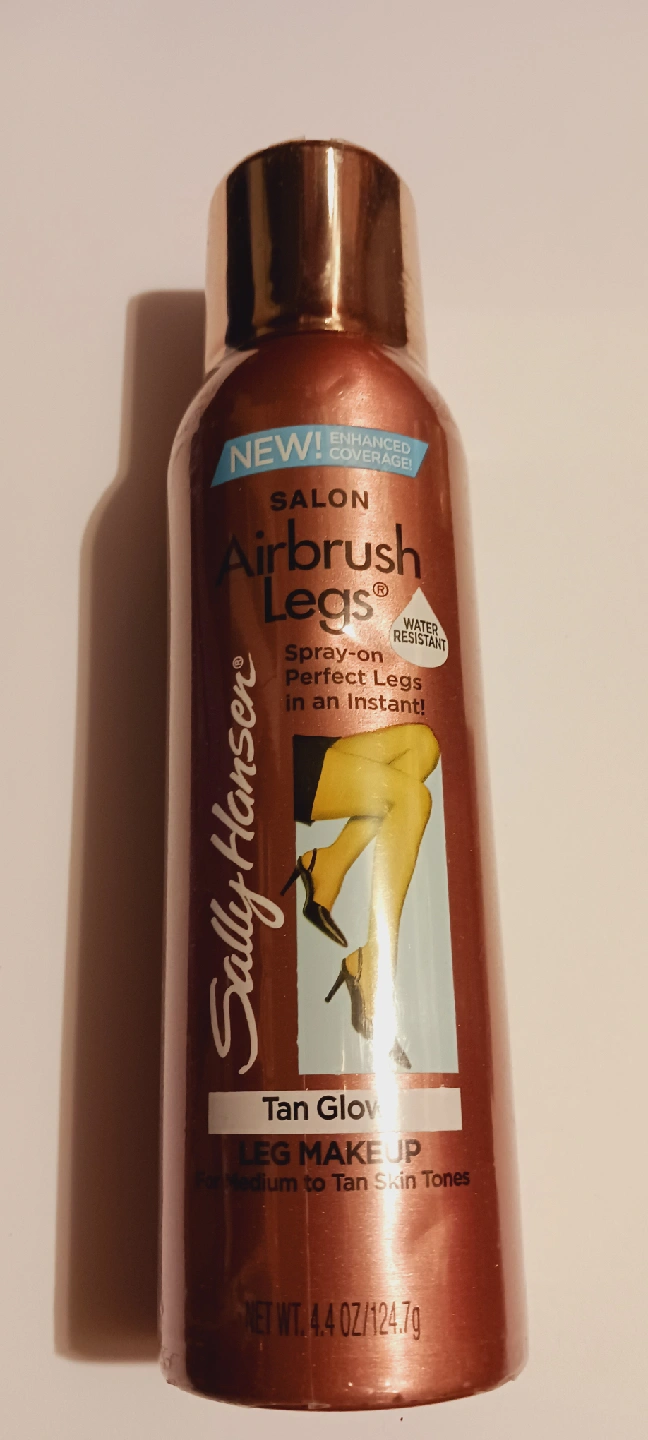 NEW! ENHANCED
COVERAGE!
SALON
Airbrush
Legs®
WATER
RESISTANT
Spray-on
Perfect Legs
in an Instant!
Sally Hansen®
Tan Glow
LEG MAKEUP
For Medium to Tan Skin Tones
NET WT. 4.4 OZ/124.7g